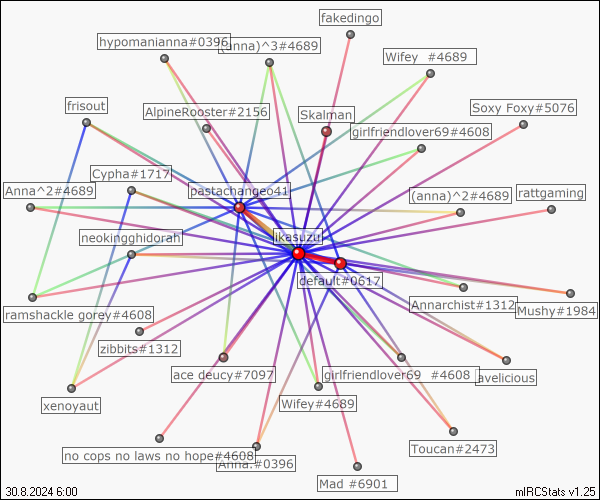 fakedingo
hypomanianna#0396
(anna)^3#4689
Wifey  #4689
frisout
AlpineRooster#2156
Skalman
Soxy Foxy#5076
girlfriendlover69#4608
Cypha#1717
Anna^2#4689
pastachangeo41
(anna)^2#4689
rattgaming
neokingghidorah
ikasuzu
default#0617
ramshackle gorey#4608
Annarchist#1312
Mushy#1984
zibbits#1312
ace deucy#7097
girlfriendlover69  #4608
avelicious
xenoyaut
Wifey#4689
no cops no laws no hope#4608
Anna.#0396
Toucan#2473
Mad #6901
30.8.2024 6:00
mIRCStats v1.25